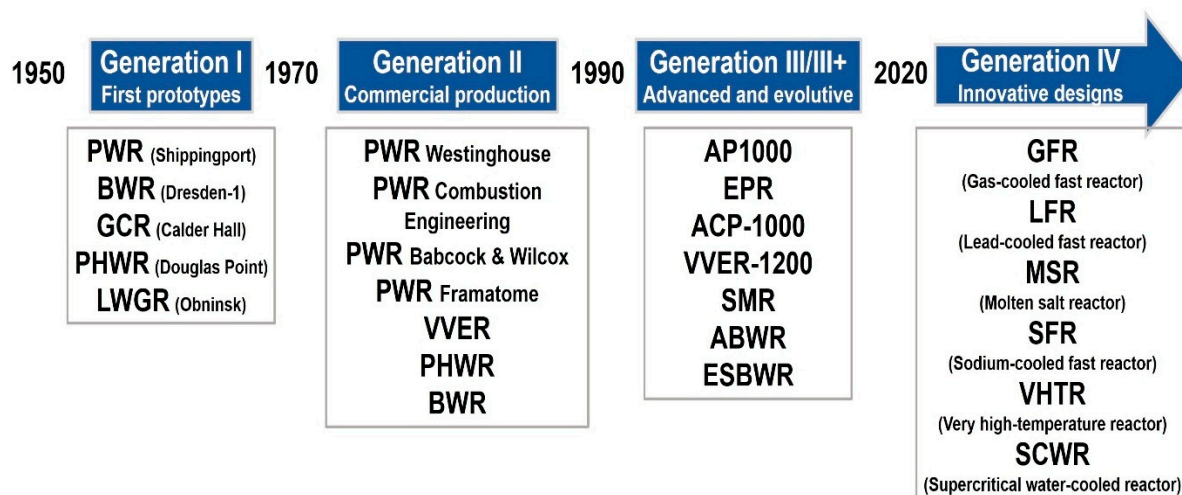 1950
Generation I
First prototypes
1970
Generation II
Commercial production
1990
Generation III/III+
Advanced and evolutive
2020
Generation IV
Innovative designs
PWR (Shippingport)
BWR (Dresden-1)
GCR (Calder Hall)
PHWR (Douglas Point)
LWGR (Obninsk)
PWR Westinghouse
PWR Combustion
Engineering
PWR Babcock & Wilcox
PWR Framatome
VVER
PHWR
BWR
AP1000
EPR
ACP-1000
VVER-1200
SMR
ABWR
ESBWR
GFR
(Gas-cooled fast reactor)
LFR
(Lead-cooled fast reactor)
MSR
(Molten salt reactor)
SFR
(Sodium-cooled fast reactor)
VHTR
(Very high-temperature reactor)
SCWR
(Supercritical water-cooled reactor)